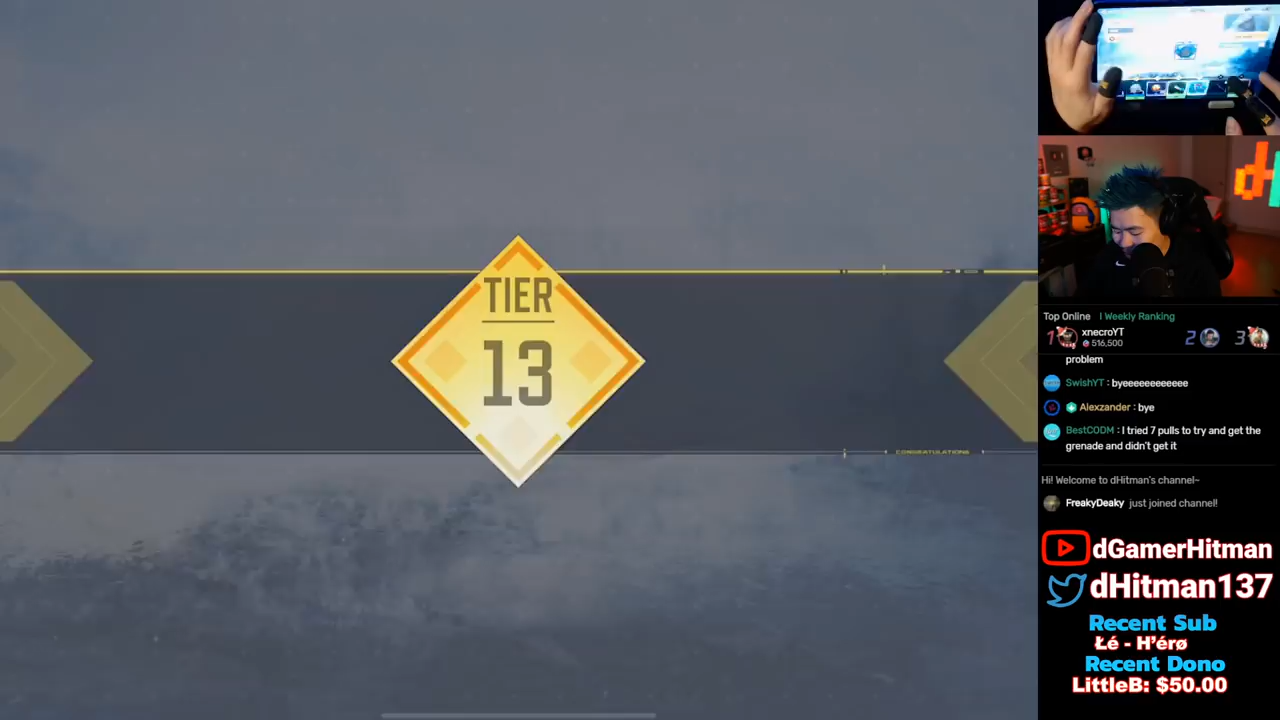 TIER
13
CONGRATULATIONS
Top Online | Weekly Ranking
1 xnecroYT 2 3
516,500
problem
SwishYT : byeeeeeeeeeee
Alexzander : bye
BestCODM : I tried 7 pulls to try and get the
grenade and didn't get it
Hi! Welcome to dHitman's channel~
FreakyDeaky just joined channel!
dGamerHitman
dHitman137
Recent Sub
Łé - H'érø
Recent Dono
LittleB: $50.00